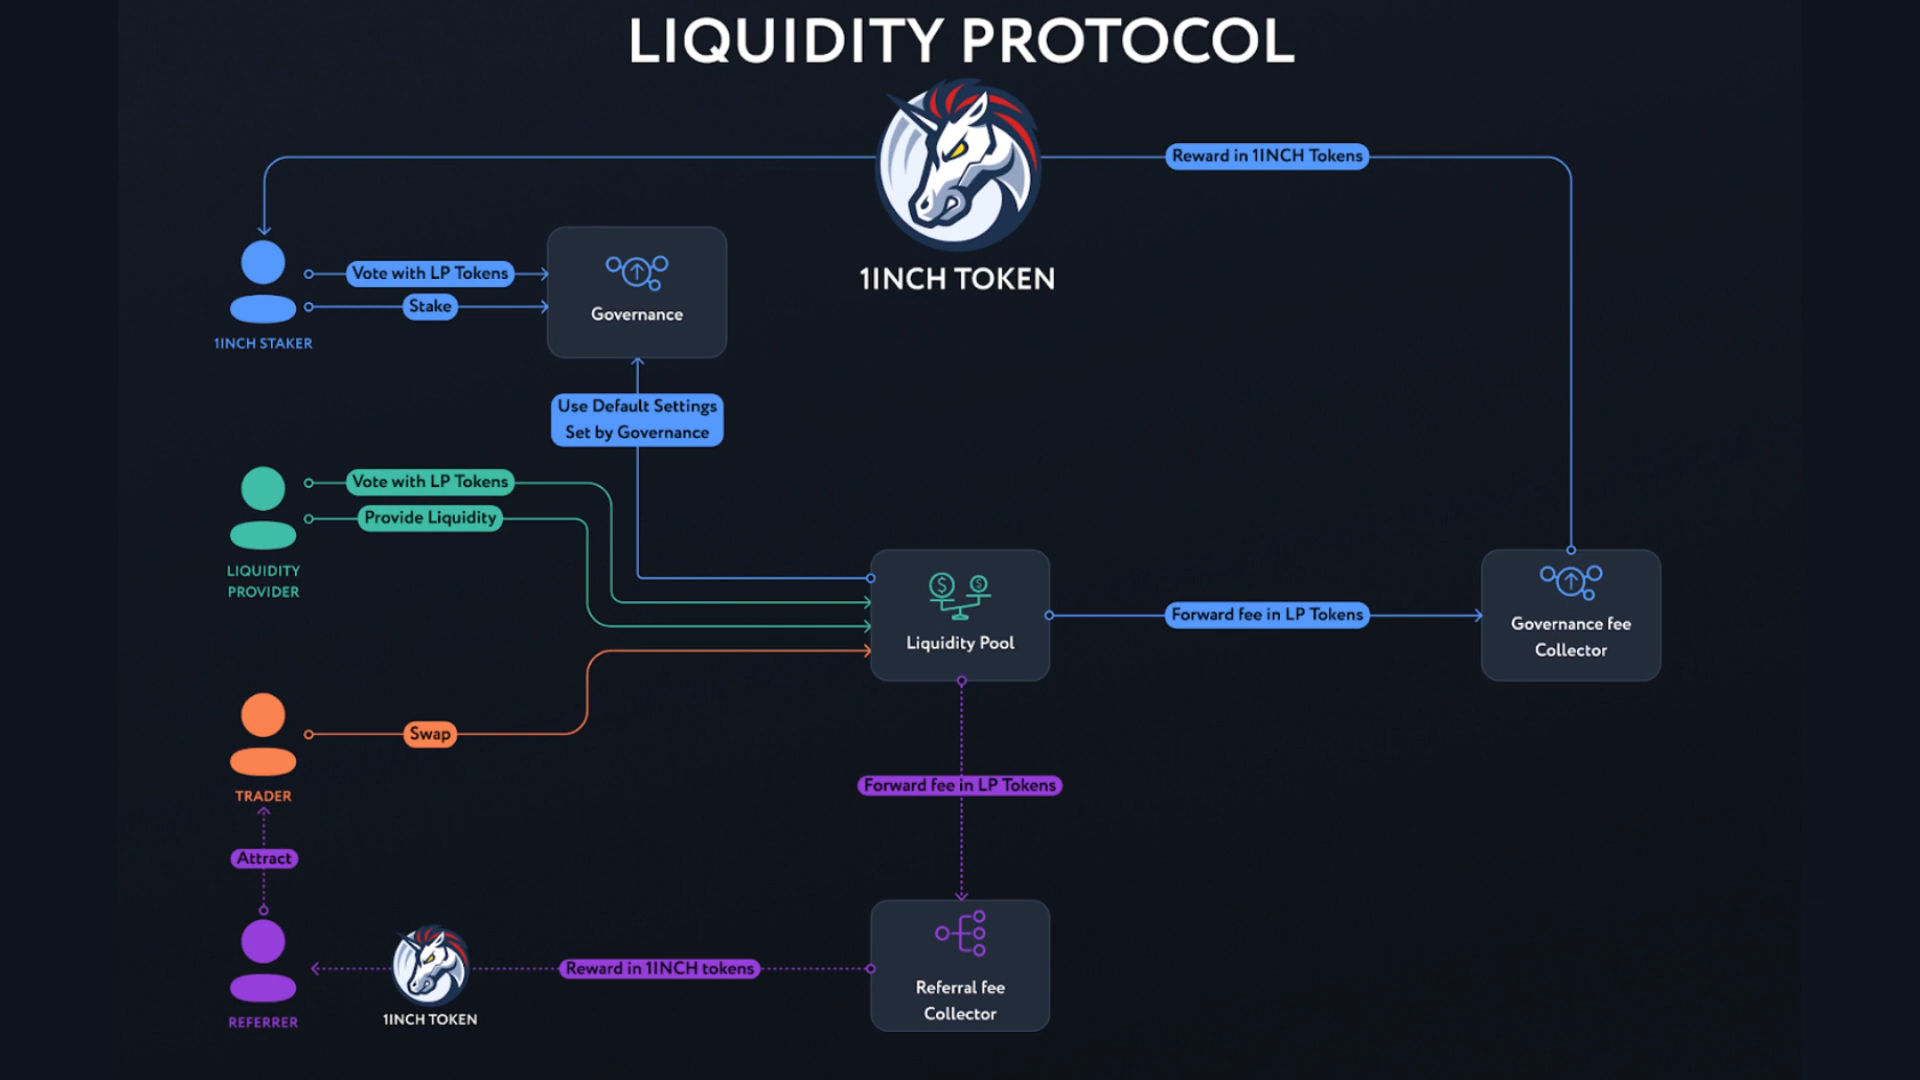 LIQUIDITY PROTOCOL
Reward in 1INCH Tokens
1INCH TOKEN
Vote with LP Tokens
Stake
Governance
1INCH STAKER
Use Default Settings
Set by Governance
Vote with LP Tokens
Provide Liquidity
LIQUIDITY
PROVIDER
Liquidity Pool
Forward fee in LP Tokens
Governance fee
Collector
Swap
TRADER
Forward fee in LP Tokens
Attract
Reward in 1INCH tokens
Referral fee
Collector
REFERRER
1INCH TOKEN